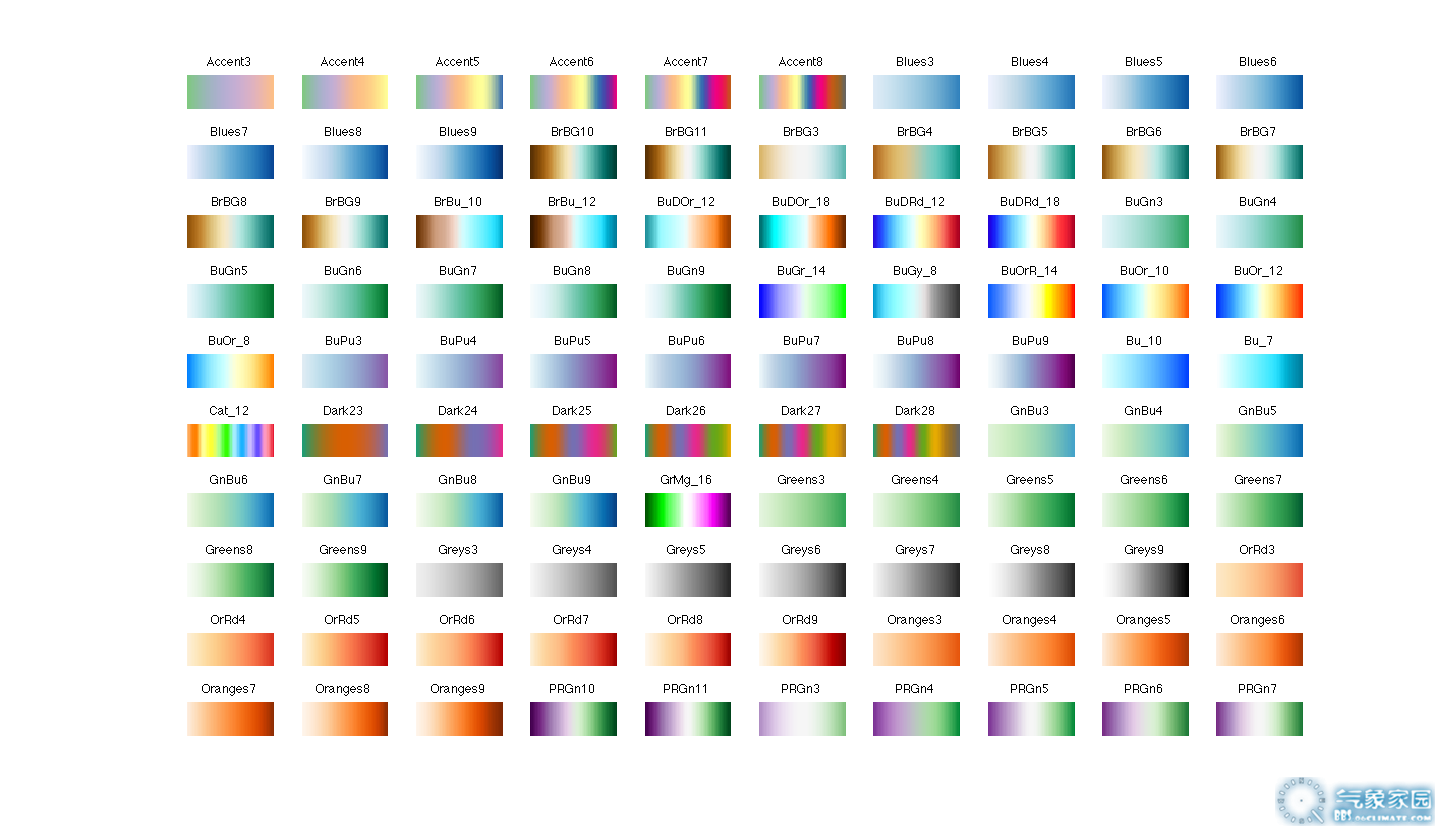 Accent3 Accent4 Accent5 Accent6 Accent7 Accent8 Blues3 Blues4 Blues5 Blues6
Blues7 Blues8 Blues9 BrBG10 BrBG11 BrBG3 BrBG4 BrBG5 BrBG6 BrBG7
BrBG8 BrBG9 BrBu_10 BrBu_12 BuDOr_12 BuDOr_18 BuDRd_12 BuDRd_18 BuGn3 BuGn4
BuGn5 BuGn6 BuGn7 BuGn8 BuGn9 BuGr_14 BuGy_8 BuOrR_14 BuOr_10 BuOr_12
BuOr_8 BuPu3 BuPu4 BuPu5 BuPu6 BuPu7 BuPu8 BuPu9 Bu_10 Bu_7
Cat_12 Dark23 Dark24 Dark25 Dark26 Dark27 Dark28 GnBu3 GnBu4 GnBu5
GnBu6 GnBu7 GnBu8 GnBu9 GrMg_16 Greens3 Greens4 Greens5 Greens6 Greens7
Greens8 Greens9 Greys3 Greys4 Greys5 Greys6 Greys7 Greys8 Greys9 OrRd3
OrRd4 OrRd5 OrRd6 OrRd7 OrRd8 OrRd9 Oranges3 Oranges4 Oranges5 Oranges6
Oranges7 Oranges8 Oranges9 PRGn10 PRGn11 PRGn3 PRGn4 PRGn5 PRGn6 PRGn7
气象家园
BBS.06CLIMATE.COM